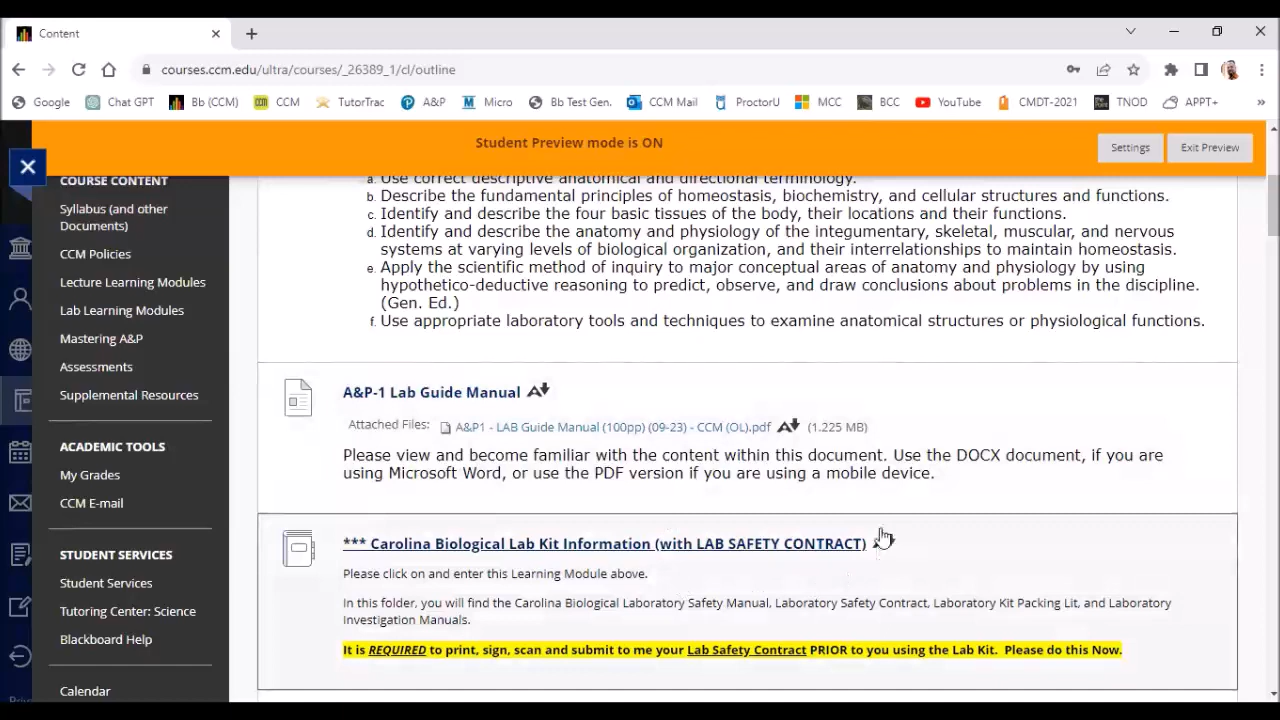 Content
courses.ccm.edu/ultra/courses/_26389_1/cl/outline
Google
Chat GPT
Bb (CCM)
CCM
TutorTrac
A&P
Micro
Bb Test Gen.
CCM Mail
ProctorU
MCC
BCC
YouTube
CMDT-2021
TNOD
APPT+
»
Student Preview mode is ON
Settings
Exit Preview
COURSE CONTENT
Syllabus (and other
Documents)
CCM Policies
Lecture Learning Modules
Lab Learning Modules
Mastering A&P
Assessments
Supplemental Resources
ACADEMIC TOOLS
My Grades
CCM E-mail
STUDENT SERVICES
Student Services
Tutoring Center: Science
Blackboard Help
Calendar
a. Use correct descriptive anatomical and directional terminology.
b. Describe the fundamental principles of homeostasis, biochemistry, and cellular structures and functions.
c. Identify and describe the four basic tissues of the body, their locations and their functions.
d. Identify and describe the anatomy and physiology of the integumentary, skeletal, muscular, and nervous
systems at varying levels of biological organization, and their interrelationships to maintain homeostasis.
e. Apply the scientific method of inquiry to major conceptual areas of anatomy and physiology by using
hypothetico-deductive reasoning to predict, observe, and draw conclusions about problems in the discipline.
(Gen. Ed.)
f. Use appropriate laboratory tools and techniques to examine anatomical structures or physiological functions.
A&P-1 Lab Guide Manual
Attached Files: A&P1 - LAB Guide Manual (100pp) (09-23) - CCM (OL).pdf (1.225 MB)
Please view and become familiar with the content within this document. Use the DOCX document, if you are
using Microsoft Word, or use the PDF version if you are using a mobile device.
*** Carolina Biological Lab Kit Information (with LAB SAFETY CONTRACT)
Please click on and enter this Learning Module above.
In this folder, you will find the Carolina Biological Laboratory Safety Manual, Laboratory Safety Contract, Laboratory Kit Packing Lit, and Laboratory
Investigation Manuals.
It is REQUIRED to print, sign, scan and submit to me your Lab Safety Contract PRIOR to you using the Lab Kit. Please do this Now.